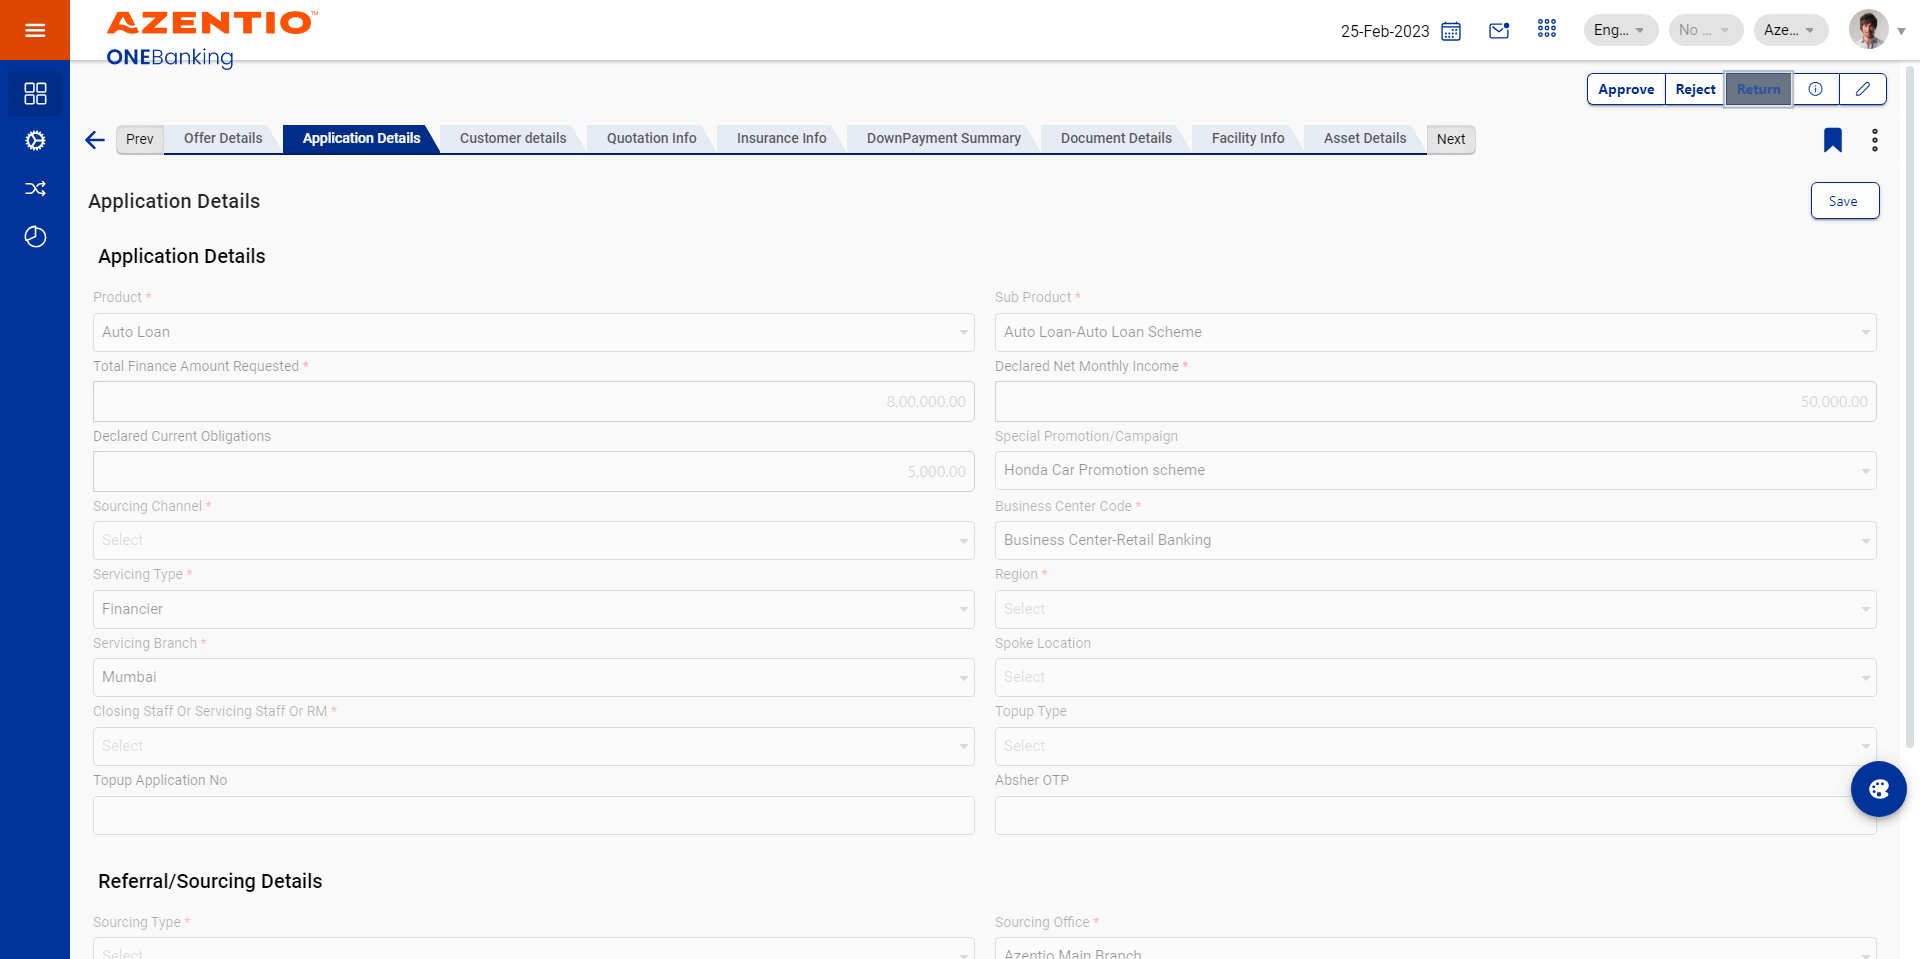 AZENTIO™
ONEBanking
25-Feb-2023
Eng...
No ...
Aze...
Approve
Reject
Return
Prev
Offer Details
Application Details
Customer details
Quotation Info
Insurance Info
DownPayment Summary
Document Details
Facility Info
Asset Details
Next
Application Details
Save
Application Details
Product *
Sub Product *
Auto Loan
Auto Loan-Auto Loan Scheme
Total Finance Amount Requested *
Declared Net Monthly Income *
8,00,000.00
50,000.00
Declared Current Obligations
Special Promotion/Campaign
5,000.00
Honda Car Promotion scheme
Sourcing Channel *
Business Center Code *
Select
Business Center-Retail Banking
Servicing Type *
Region *
Financier
Select
Servicing Branch *
Spoke Location
Mumbai
Select
Closing Staff Or Servicing Staff Or RM *
Topup Type
Select
Select
Topup Application No
Absher OTP
Referral/Sourcing Details
Sourcing Type *
Sourcing Office *
Select
Azentio Main Branch